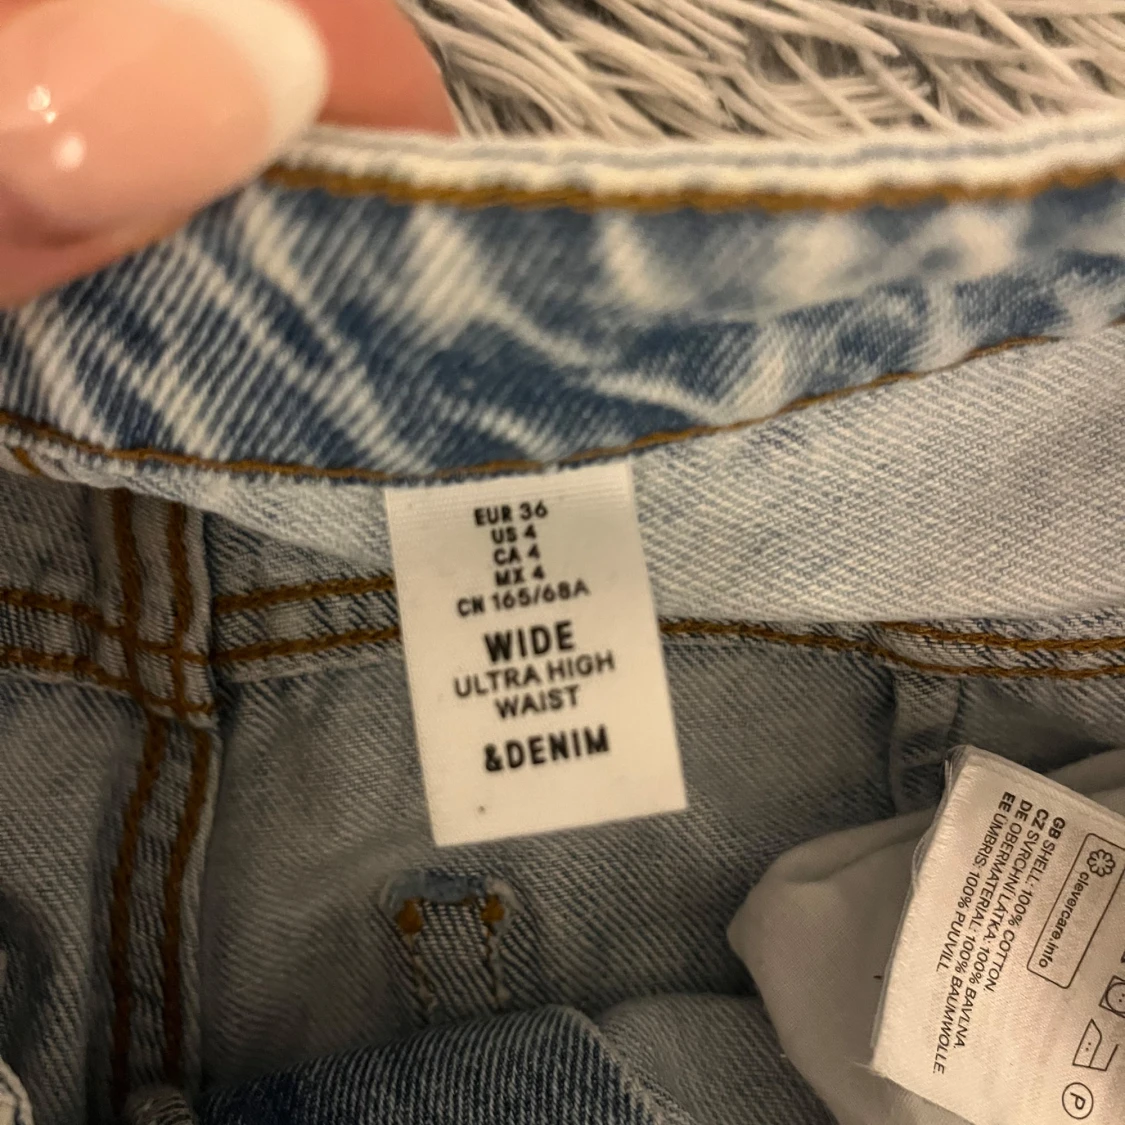 EUR 36
US 4
CA 4
MX 4
CN 165/68A
WIDE
ULTRA HIGH
WAIST
&DENIM
clevercare.info
GB SHELL: 100% COTTON.
CZ SVRCHNÍ LÁTKA: 100% BAVLNA.
DE OBERMATERIAL: 100% BAUMWOLLE.
EE ÜMBRIS: 100% PUUVILL.
P